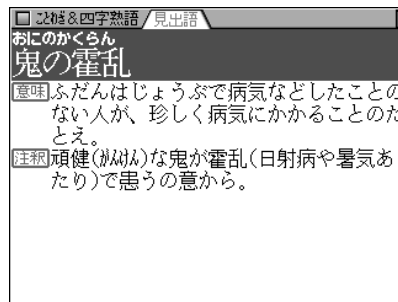 ことわざ&四字熟語 見出語
おにのかくらん
鬼の霍乱
意味 ふだんはじょうぶで病気などしたことの
ない人が、珍しく病気にかかることのた
とえ。
注釈 頑健(がんけん)な鬼が霍乱(日射病や暑気あ
たり)で患うの意から。